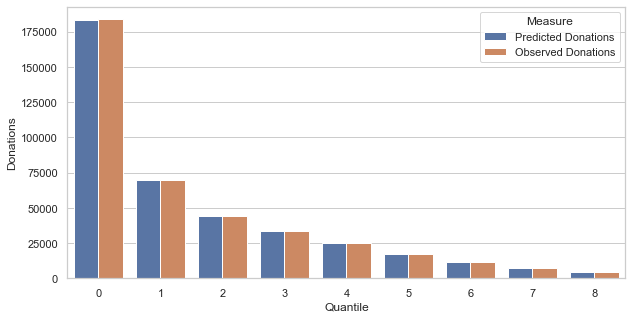 Measure
Predicted Donations
Observed Donations
175000
150000
125000
100000
75000
50000
25000
0
Donations
0 1 2 3 4 5 6 7 8
Quantile